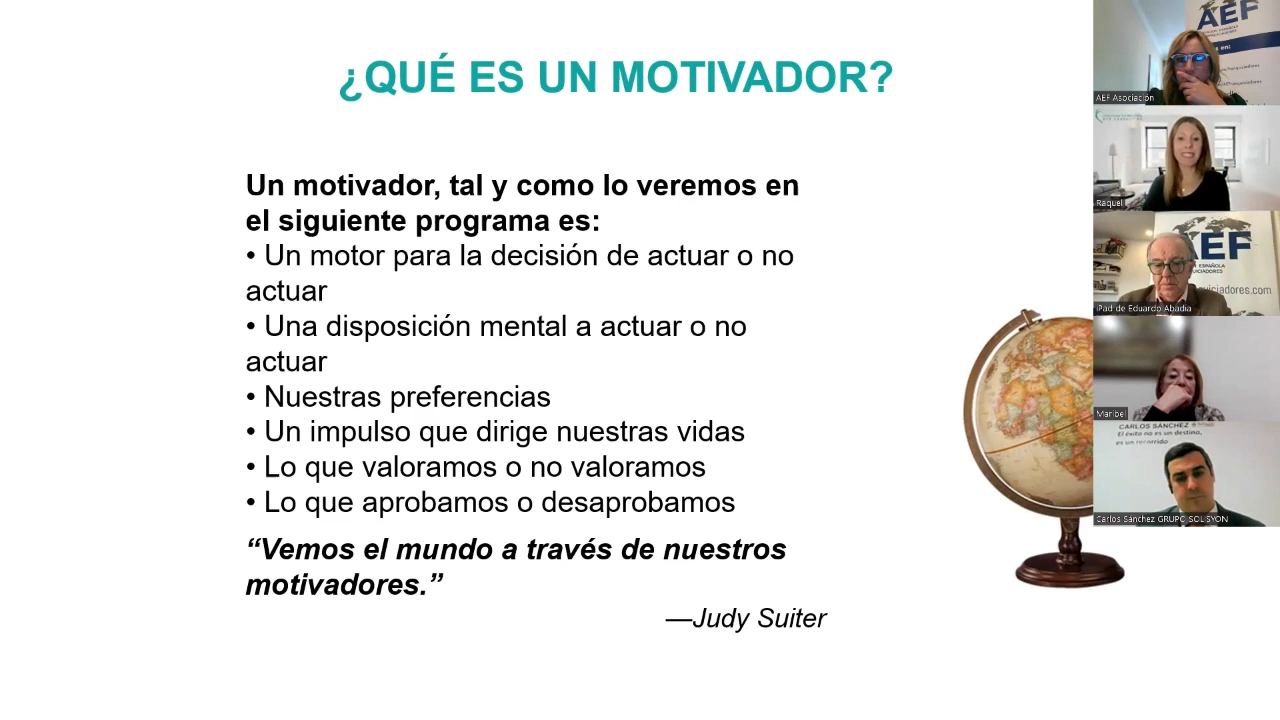 ¿QUÉ ES UN MOTIVADOR?
Un motivador, tal y como lo veremos en
el siguiente programa es:
• Un motor para la decisión de actuar o no
actuar
• Una disposición mental a actuar o no
actuar
• Nuestras preferencias
• Un impulso que dirige nuestras vidas
• Lo que valoramos o no valoramos
• Lo que aprobamos o desaprobamos
“Vemos el mundo a través de nuestros
motivadores.”
—Judy Suiter
AEF
AEF Asociación
Raquel
AEF
iPad de Eduardo Abadia
Maribel
CARLOS SÁNCHEZ
El éxito no es un destino,
es un recorrido
Carlos Sánchez GRUPO SOLISYON